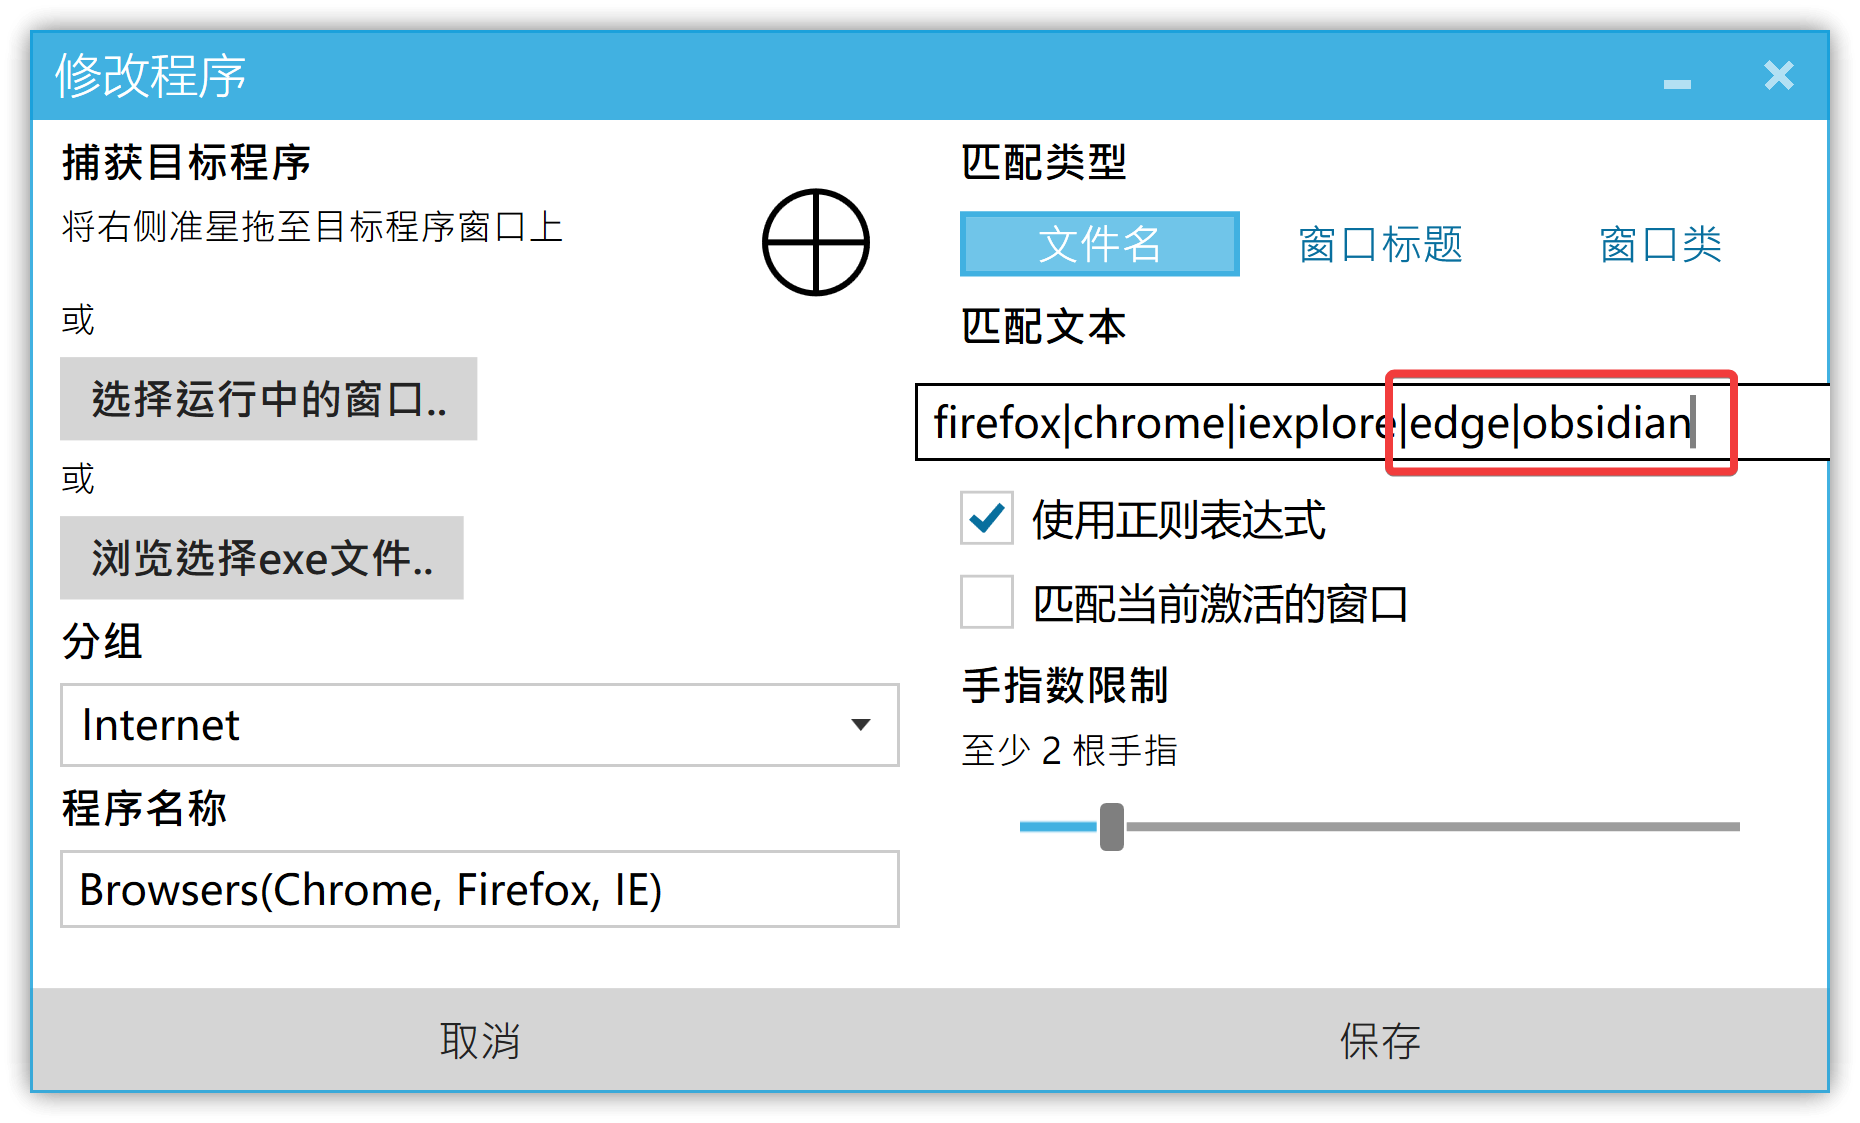 修改程序
捕获目标程序
将右侧准星拖至目标程序窗口上
或
选择运行中的窗口..
或
浏览选择exe文件..
分组
Internet
程序名称
Browsers(Chrome, Firefox, IE)
匹配类型
文件名 窗口标题 窗口类
匹配文本
firefox|chrome|iexplore|edge|obsidian
使用正则表达式
匹配当前激活的窗口
手指数限制
至少 2 根手指
取消 保存